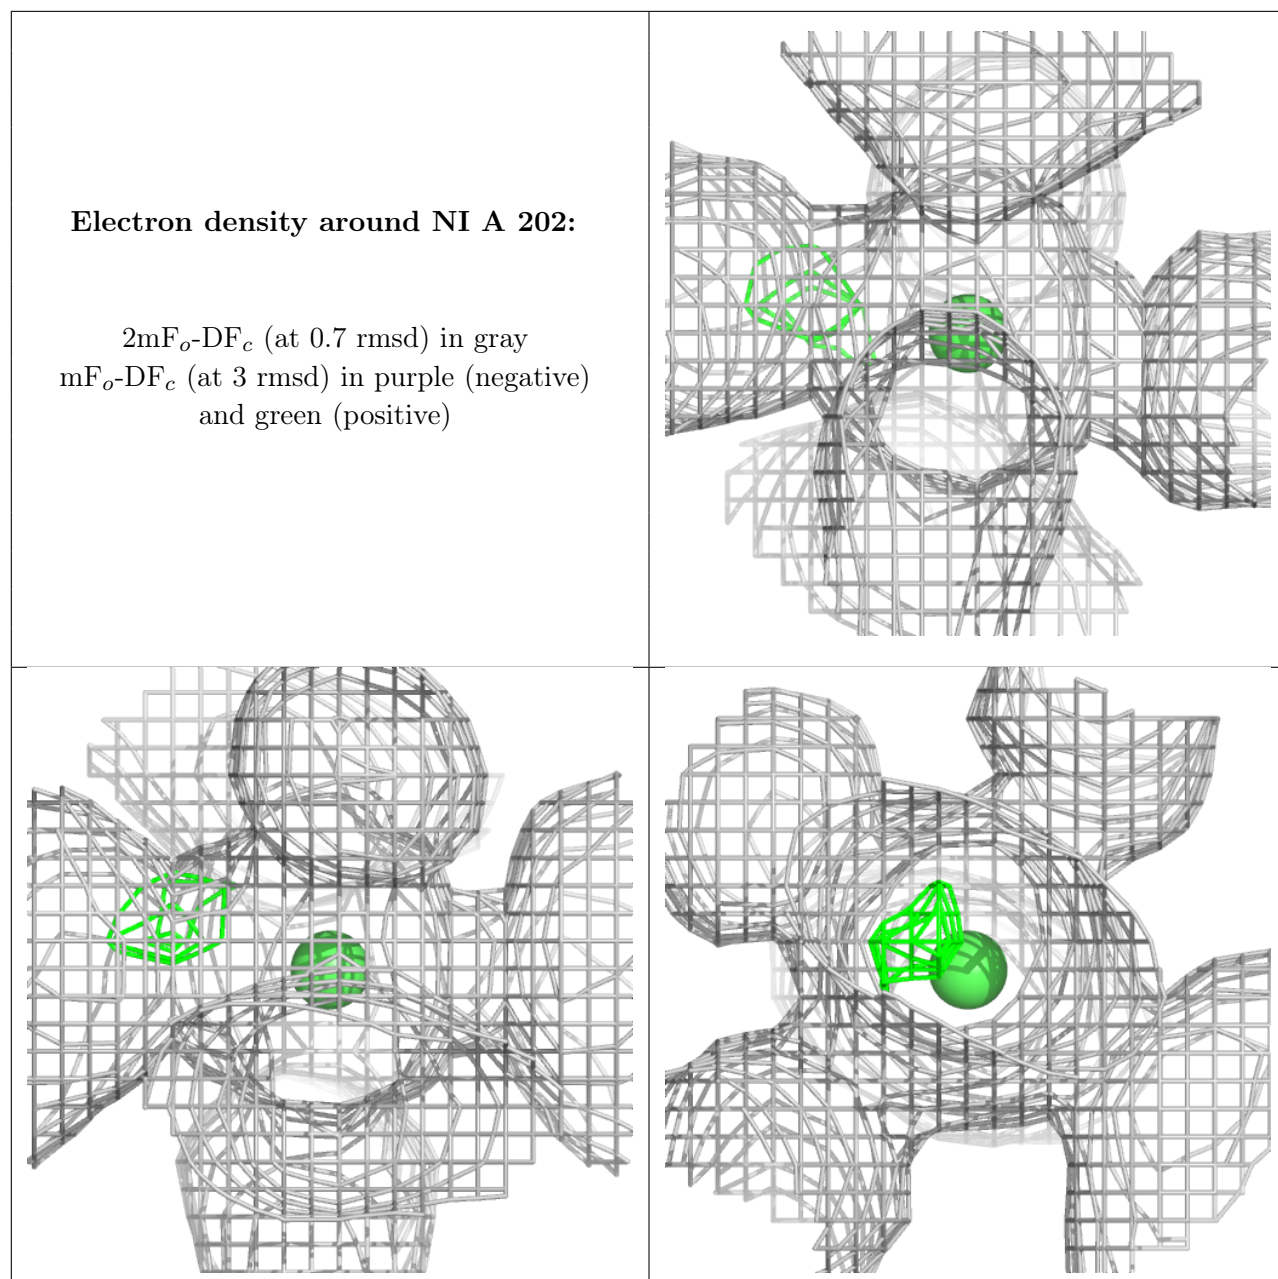 Electron density around NI A 202:
2mFₒ-DF𝒸 (at 0.7 rmsd) in gray
mFₒ-DF𝒸 (at 3 rmsd) in purple (negative)
and green (positive)